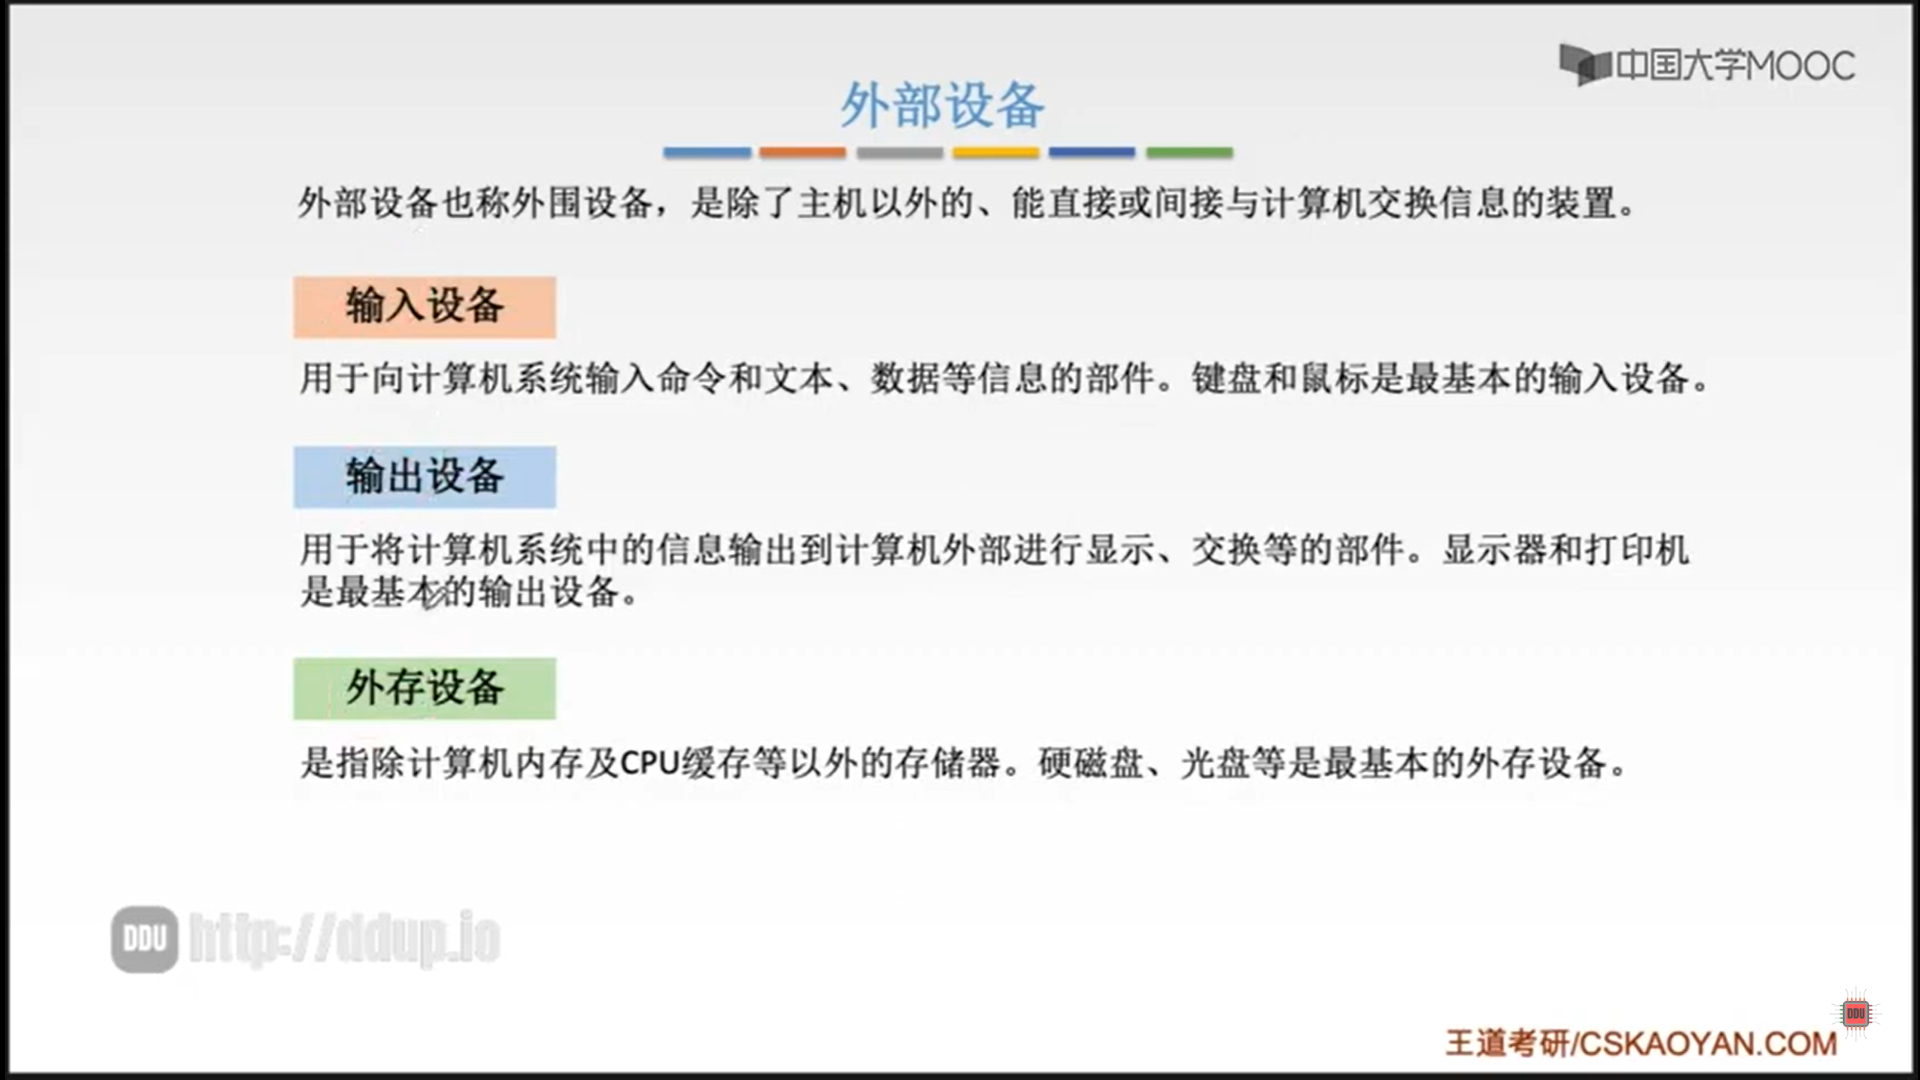 中国大学MOOC
外部设备
外部设备也称外围设备，是除了主机以外的、能直接或间接与计算机交换信息的装置。
输入设备
用于向计算机系统输入命令和文本、数据等信息的部件。键盘和鼠标是最基本的输入设备。
输出设备
用于将计算机系统中的信息输出到计算机外部进行显示、交换等的部件。显示器和打印机
是最基本的输出设备。
外存设备
是指除计算机内存及CPU缓存等以外的存储器。硬磁盘、光盘等是最基本的外存设备。
DDU http://ddup.io
DDU
王道考研/CSKAOYAN.COM